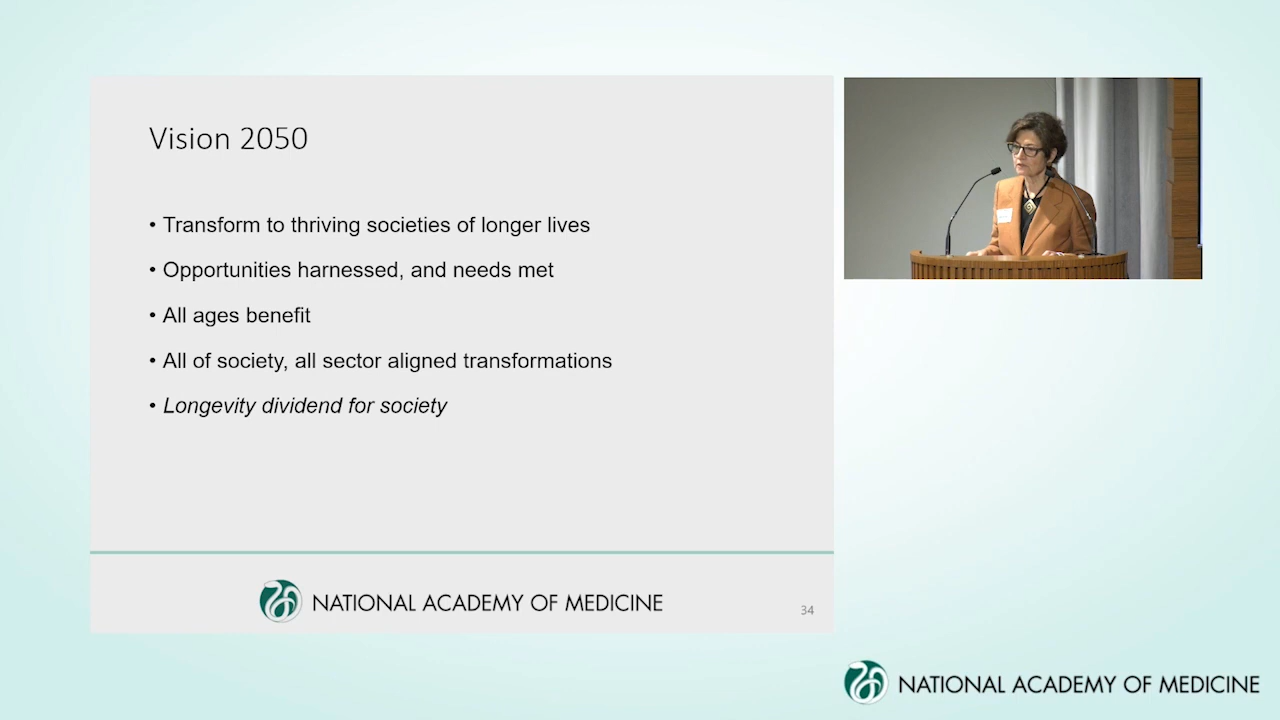 Vision 2050
• Transform to thriving societies of longer lives
• Opportunities harnessed, and needs met
• All ages benefit
• All of society, all sector aligned transformations
• Longevity dividend for society
NATIONAL ACADEMY OF MEDICINE
34
NATIONAL ACADEMY OF MEDICINE